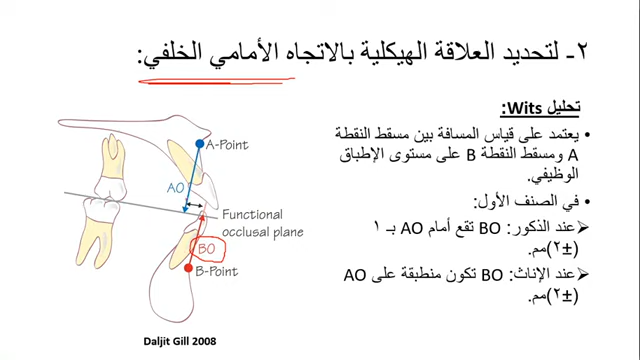 ٢- لتحديد العلاقة الهيكلية بالاتجاه الأمامي الخلفي:
تحليل Wits:
• يعتمد على قياس المسافة بين مسقط النقطة
A ومسقط النقطة B على مستوى الإطباق
الوظيفي.
• في الصنف الأول:
➢ عند الذكور: BO تقع أمام AO بـ ١
(±٢)مم.
➢ عند الإناث: BO تكون منطبقة على AO
(±٢)مم.
A-Point
AO
Functional
occlusal plane
BO
B-Point
Daljit Gill 2008